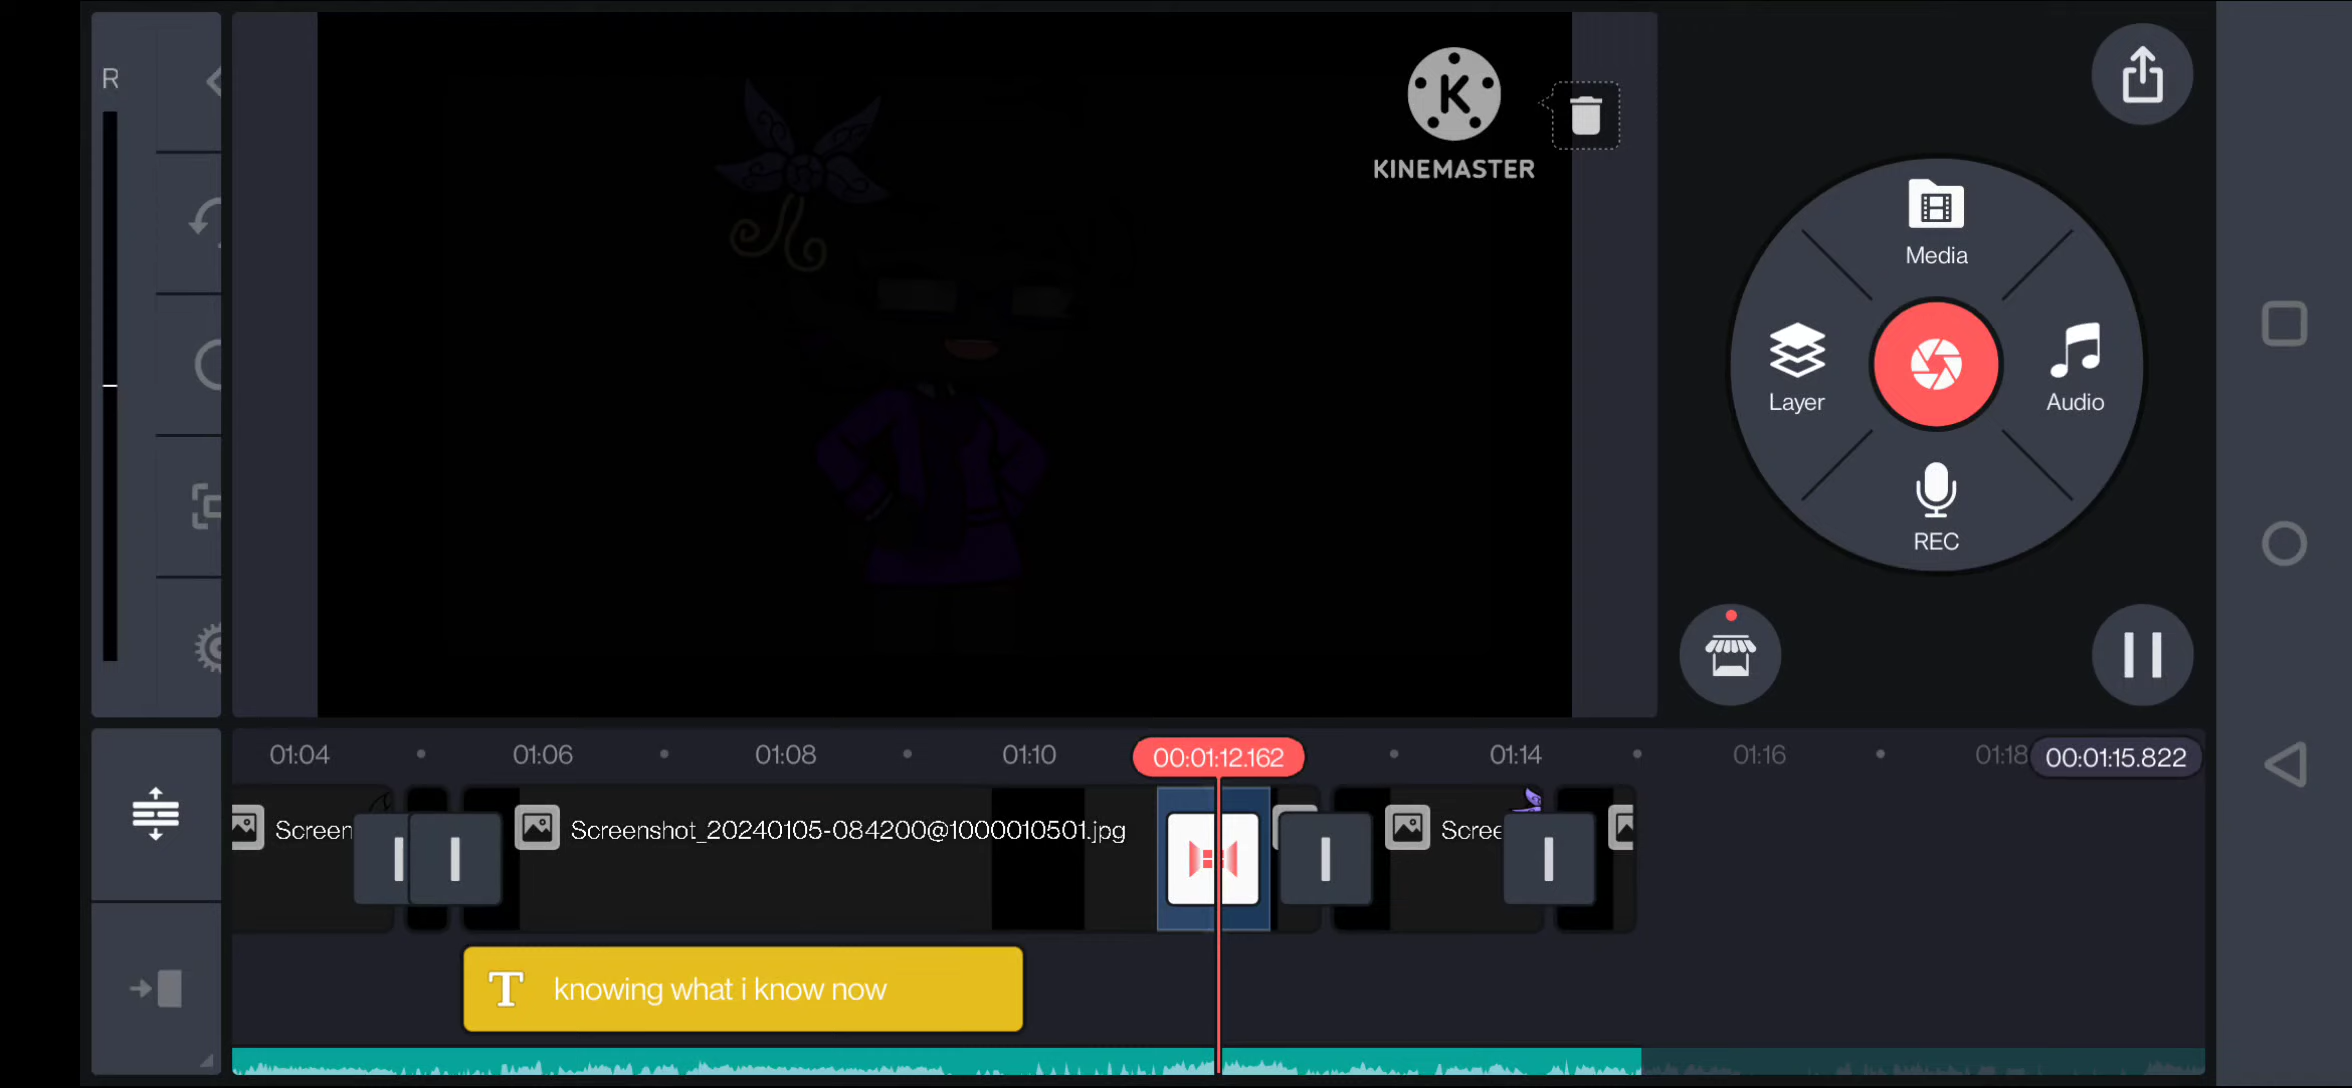 R
K
KINEMASTER
Media
Layer
Audio
REC
01:04
01:06
01:08
01:10
00:01:12.162
01:14
01:16
01:18
00:01:15.822
Screen
Screenshot_20240105-084200@1000010501.jpg
Scree
T knowing what i know now